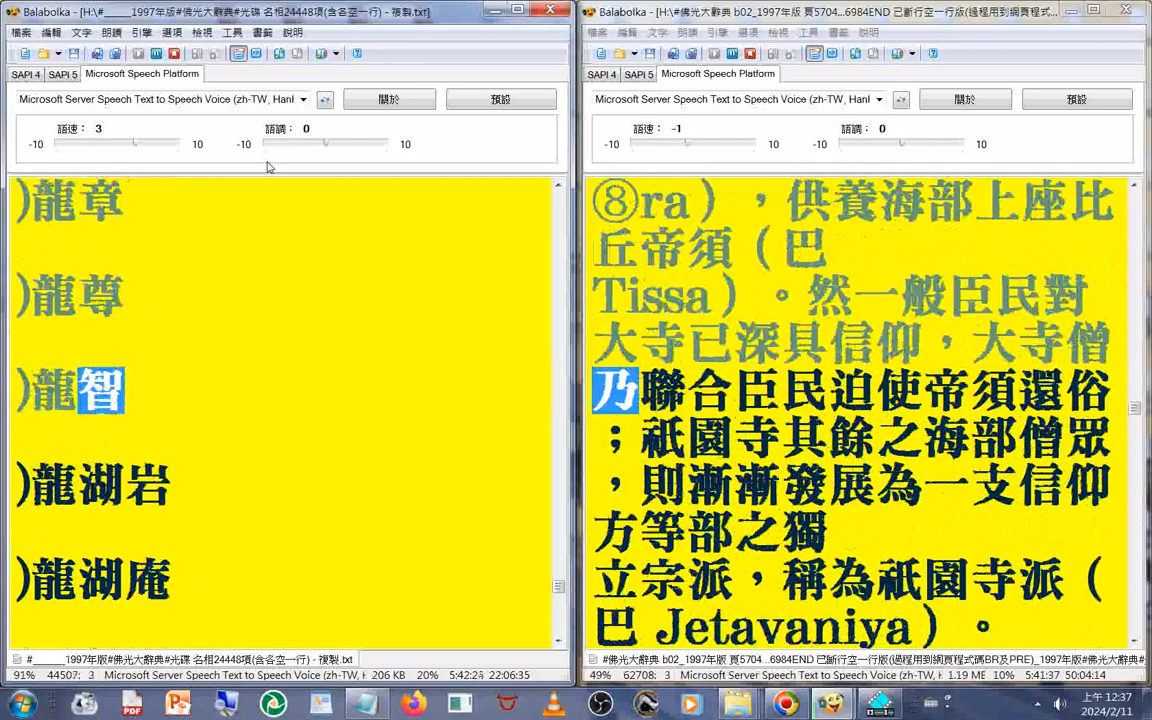 Balabolka - [H:\#_____1997年版#佛光大辭典#光碟 名相24448項(含各空一行) - 複製.txt]
檔案 編輯 文字 朗讀 引擎 選項 檢視 工具 書籤 說明
SAPI 4 SAPI 5 Microsoft Speech Platform
Microsoft Server Speech Text to Speech Voice (zh-TW, Hanl
關於
預設
語速： 3
語調： 0
-10 10 -10 10
)龍章
)龍尊
)龍智
)龍湖岩
)龍湖庵
#_____1997年版#佛光大辭典#光碟 名相24448項(含各空一行) - 複製.txt
91% 24448: 3 Microsoft Server Speech Text to Speech Voice (zh-TW, H 206 KB 20% 5:42:2 22:06:35
Balabolka - [H:\#佛光大辭典 b02_1997年版 頁5704...6984END 已斷行空一行版(過程用到網頁程式...
檔案 編輯 文字 朗讀 引擎 選項 檢視 工具 書籤 說明
SAPI 4 SAPI 5 Microsoft Speech Platform
Microsoft Server Speech Text to Speech Voice (zh-TW, Hanl
關於
預設
語速： -1
語調： 0
-10 10 -10 10
⑧ra），供養海部上座比
丘帝須（巴
Tissa）。然一般臣民對
大寺已深具信仰，大寺僧
乃聯合臣民迫使帝須還俗
；祇園寺其餘之海部僧眾
，則漸漸發展為一支信仰
方等部之獨
立宗派，稱為祇園寺派（
巴 Jetavaniya）。
#佛光大辭典 b02_1997年版 頁5704...6984END 已斷行空一行版(過程用到網頁程式碼BR及PRE)_1997年版#佛光大辭典#
49% 62708: 3 Microsoft Server Speech Text to Speech Voice (zh-TW, H 1.19 ME 10% 5:41:37 50:04:14
上午 12:37
2024/2/11